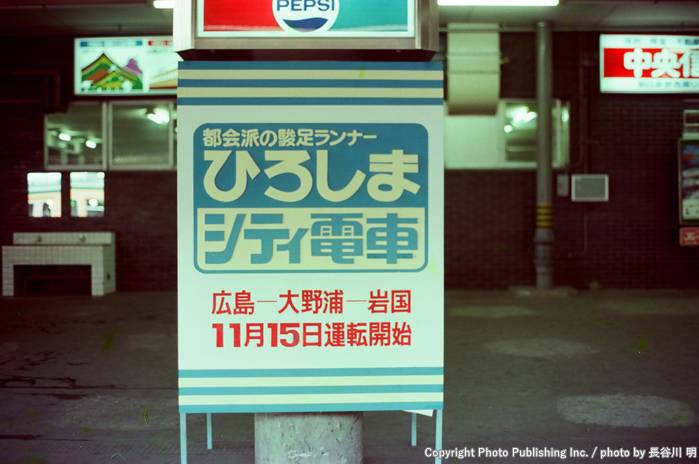 PEPSI
中央信
都会派の駿足ランナー
ひろしま
シティ電車
広島―大野浦―岩国
11月15日運転開始
Copyright Photo Publishing Inc. / photo by 長谷川 明